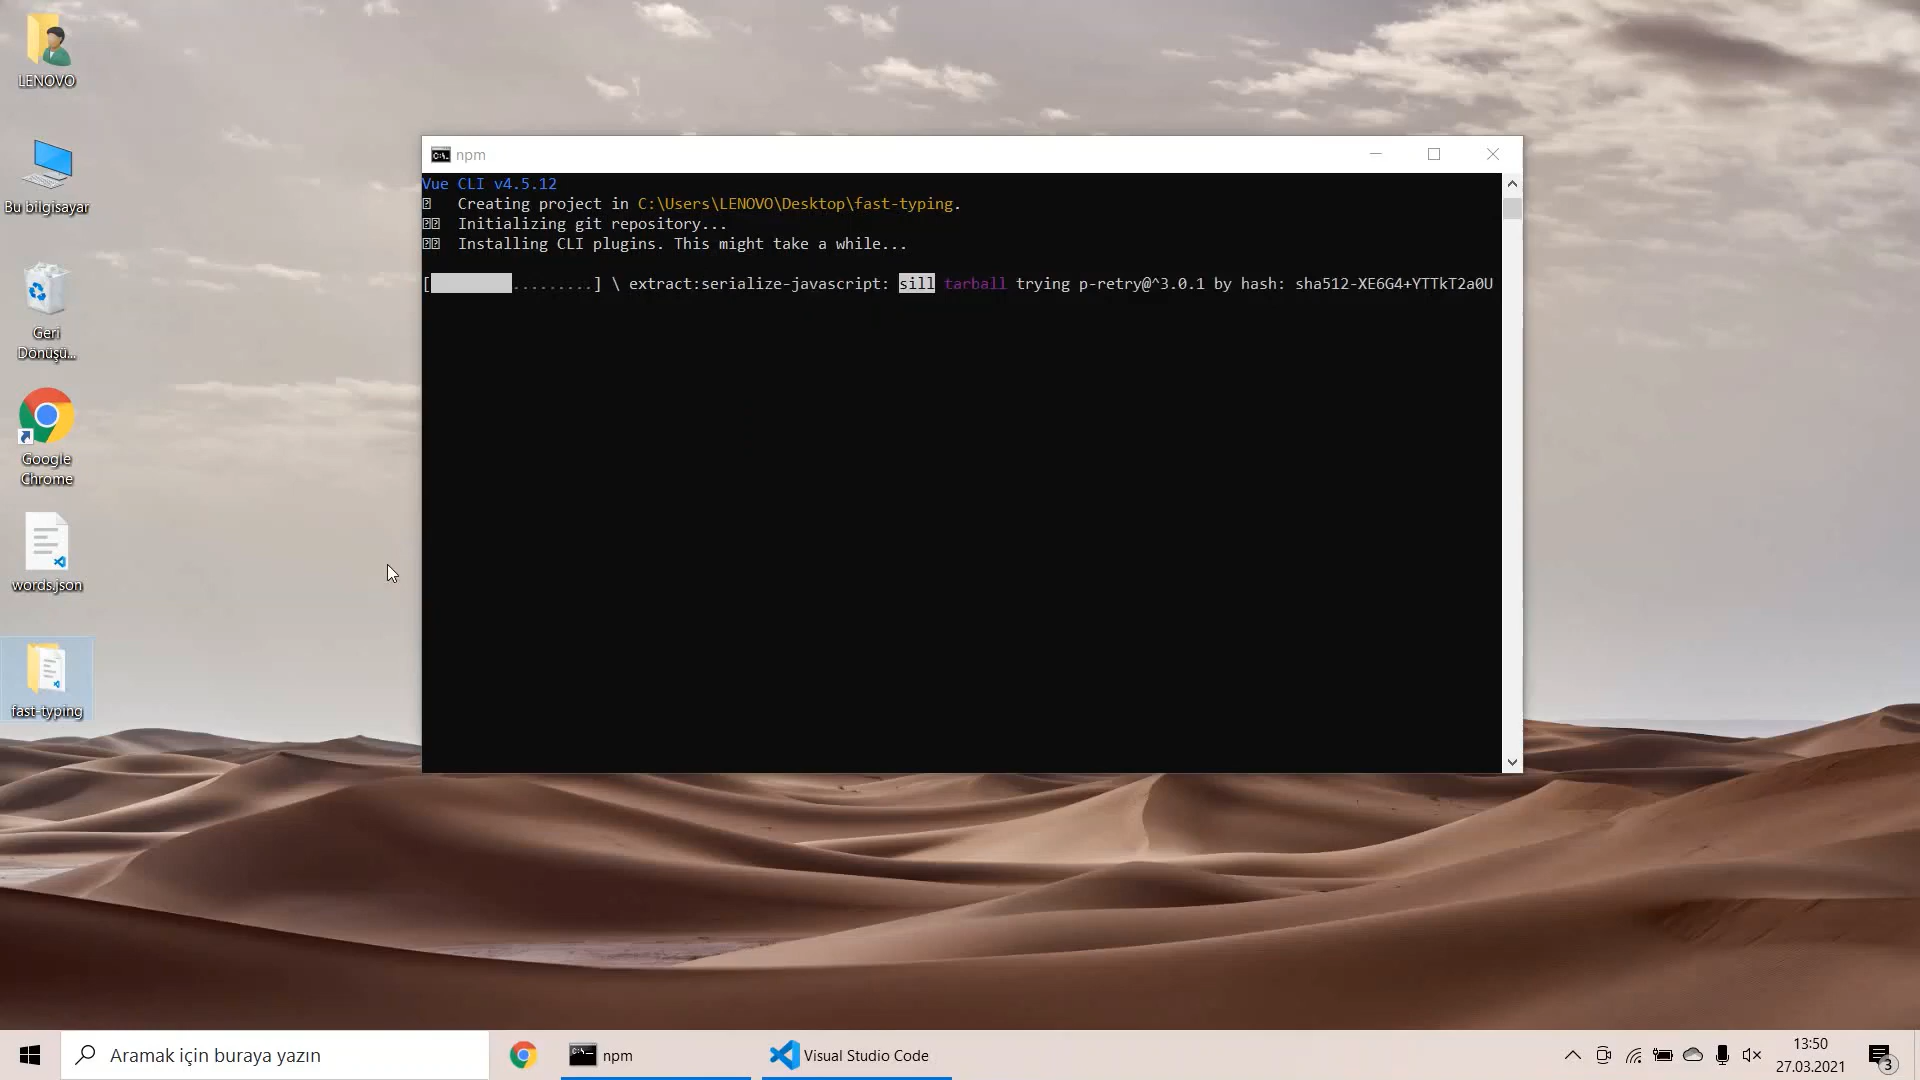 LENOVO
Bu bilgisayar
Geri
Dönüşü...
Google
Chrome
words.json
fast-typing
npm
Vue CLI v4.5.12
Creating project in C:\Users\LENOVO\Desktop\fast-typing.
Initializing git repository...
Installing CLI plugins. This might take a while...
[.........] \ extract:serialize-javascript: sill tarball trying p-retry@^3.0.1 by hash: sha512-XE6G4+YTTkT2a0U
Aramak için buraya yazın
npm
Visual Studio Code
13:50
27.03.2021
3